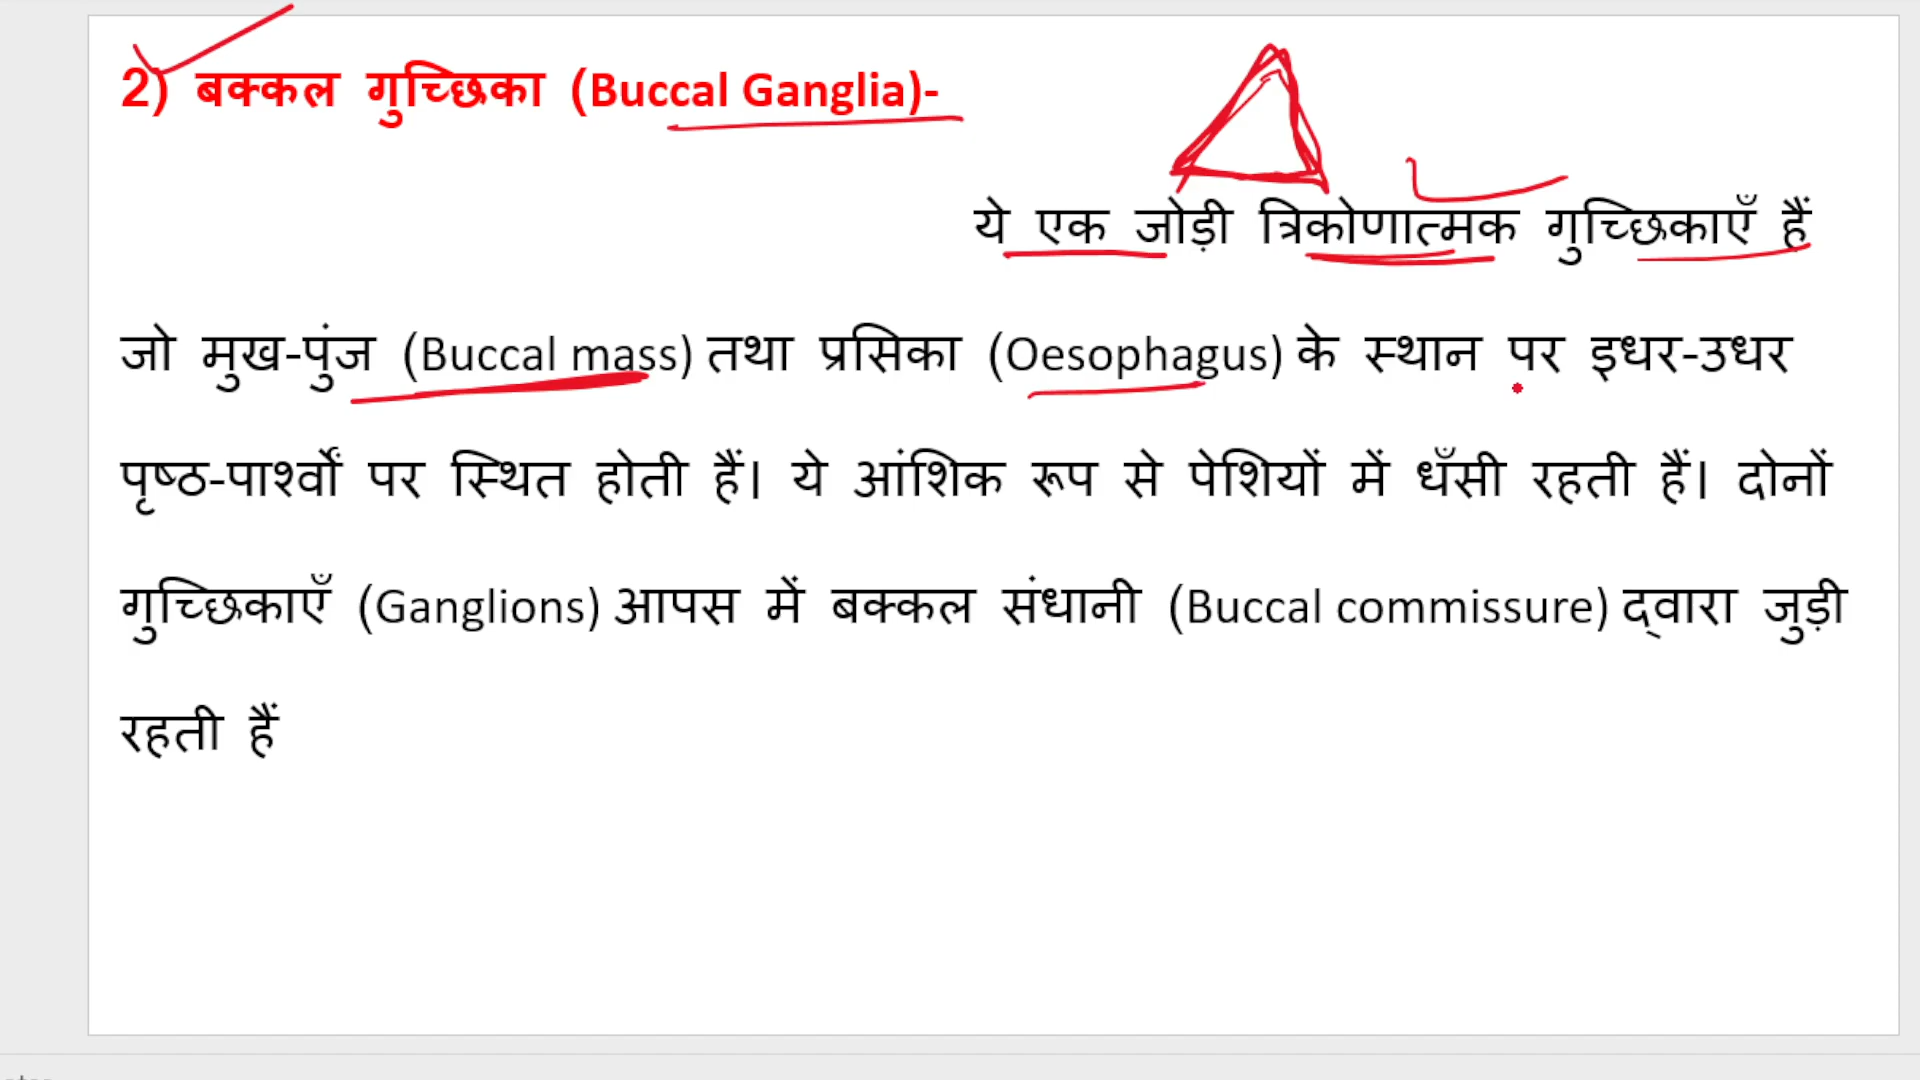 2) बक्कल गुच्छिका (Buccal Ganglia)-
ये एक जोड़ी त्रिकोणात्मक गुच्छिकाएँ हैं
जो मुख-पुंज (Buccal mass) तथा प्रसिका (Oesophagus) के स्थान पर इधर-उधर
पृष्ठ-पार्श्वों पर स्थित होती हैं। ये आंशिक रूप से पेशियों में धँसी रहती हैं। दोनों
गुच्छिकाएँ (Ganglions) आपस में बक्कल संधानी (Buccal commissure) द्वारा जुड़ी
रहती हैं